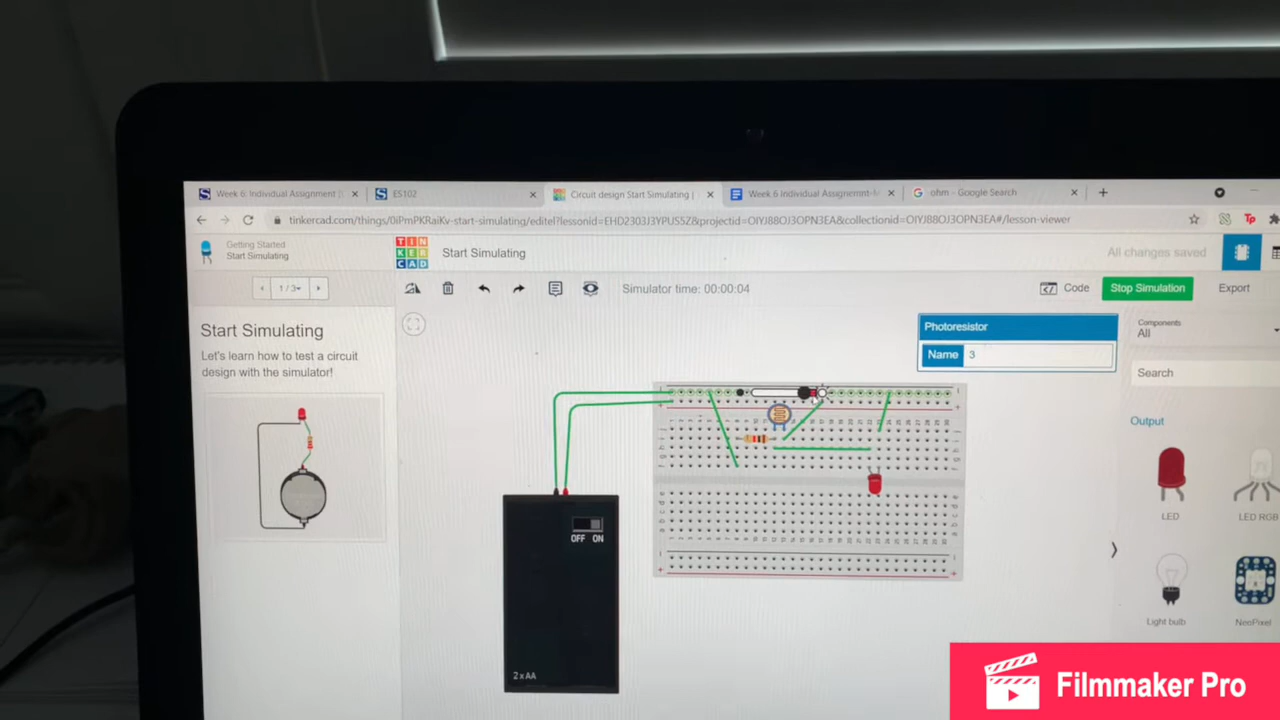 Week 6: Individual Assignment
ES102
Circuit design Start Simulating |
Week 6 Individual Assignemnt-
ohm - Google Search
Getting Started
Start Simulating
TINKERCAD
Start Simulating
All changes saved
1 / 3
Simulator time: 00:00:04
Code
Stop Simulation
Export
Start Simulating
Let's learn how to test a circuit
design with the simulator!
Photoresistor
Name 3
Components
All
Search
Output
OFF ON
2 x AA
LED
LED RGB
Light bulb
NeoPixel
Filmmaker Pro